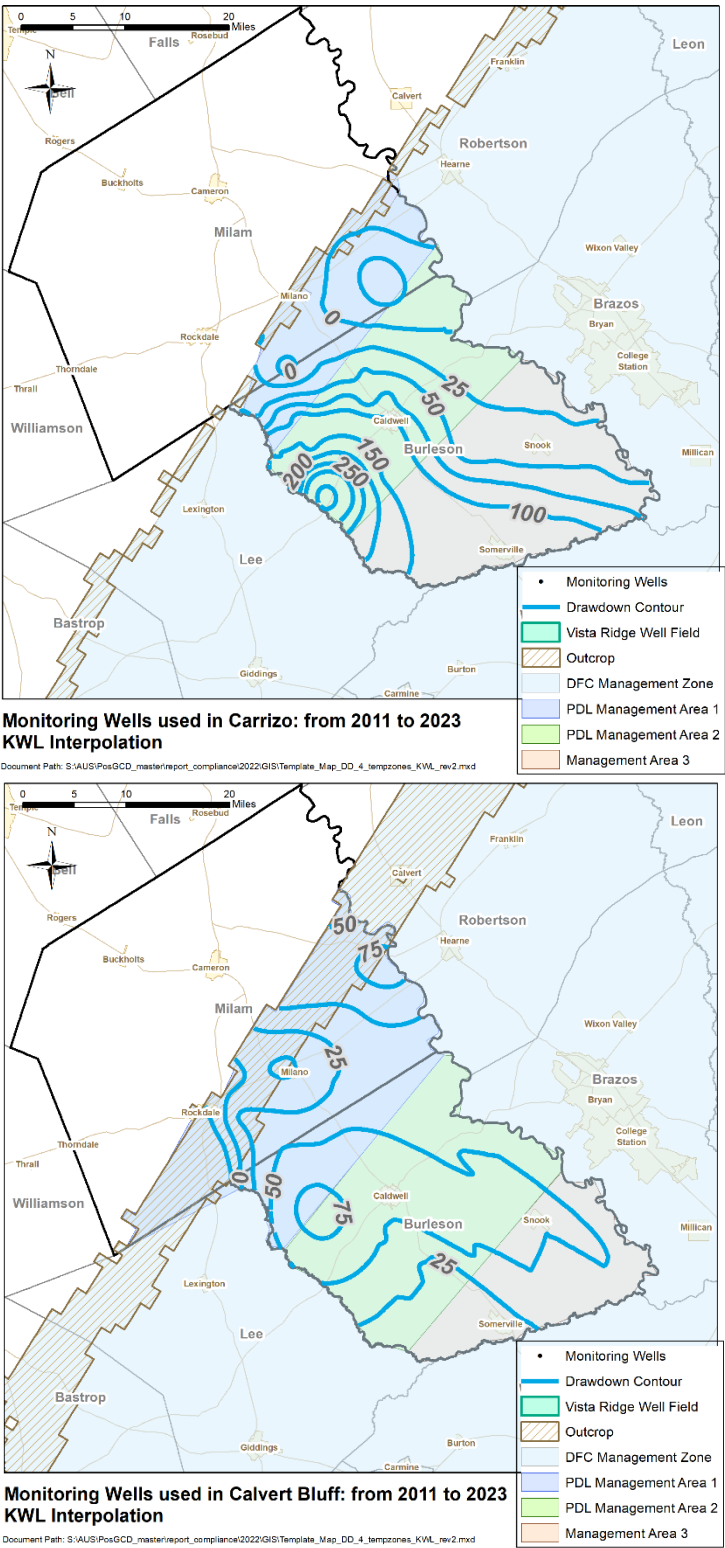 0 5 10 20
Miles
Temple
Falls
Rosebud
Leon
N
Franklin
Bell
Calvert
Rogers
Robertson
Hearne
Buckholts
Cameron
Milam
Wixon Valley
Milano
0
Brazos
Rockdale
Bryan
0
College
Station
Thorndale
25
Thrall
50
Williamson
Caldwell
Burleson
Snook
Millican
150
200
250
100
Lexington
Lee
Somerville
Bastrop
Giddings
Burton
Carmine
Monitoring Wells
Drawdown Contour
Vista Ridge Well Field
Outcrop
DFC Management Zone
PDL Management Area 1
PDL Management Area 2
Management Area 3
Monitoring Wells used in Carrizo: from 2011 to 2023
KWL Interpolation
Document Path: S:\AUS\PosGCD_master\report_compliance\2022\GIS\Template_Map_DD_4_tempzones_KWL_rev2.mxd
0 5 10 20
Miles
Temple
Falls
Rosebud
Leon
N
Franklin
Bell
Calvert
Rogers
50
Robertson
Hearne
75
Buckholts
Cameron
Milam
Wixon Valley
25
Milano
Brazos
Rockdale
Bryan
College
Station
Thorndale
Thrall
0
50
Williamson
Caldwell
75
Burleson
Snook
Millican
25
Lexington
Lee
Somerville
Bastrop
Giddings
Burton
Carmine
Monitoring Wells
Drawdown Contour
Vista Ridge Well Field
Outcrop
DFC Management Zone
PDL Management Area 1
PDL Management Area 2
Management Area 3
Monitoring Wells used in Calvert Bluff: from 2011 to 2023
KWL Interpolation
Document Path: S:\AUS\PosGCD_master\report_compliance\2022\GIS\Template_Map_DD_4_tempzones_KWL_rev2.mxd